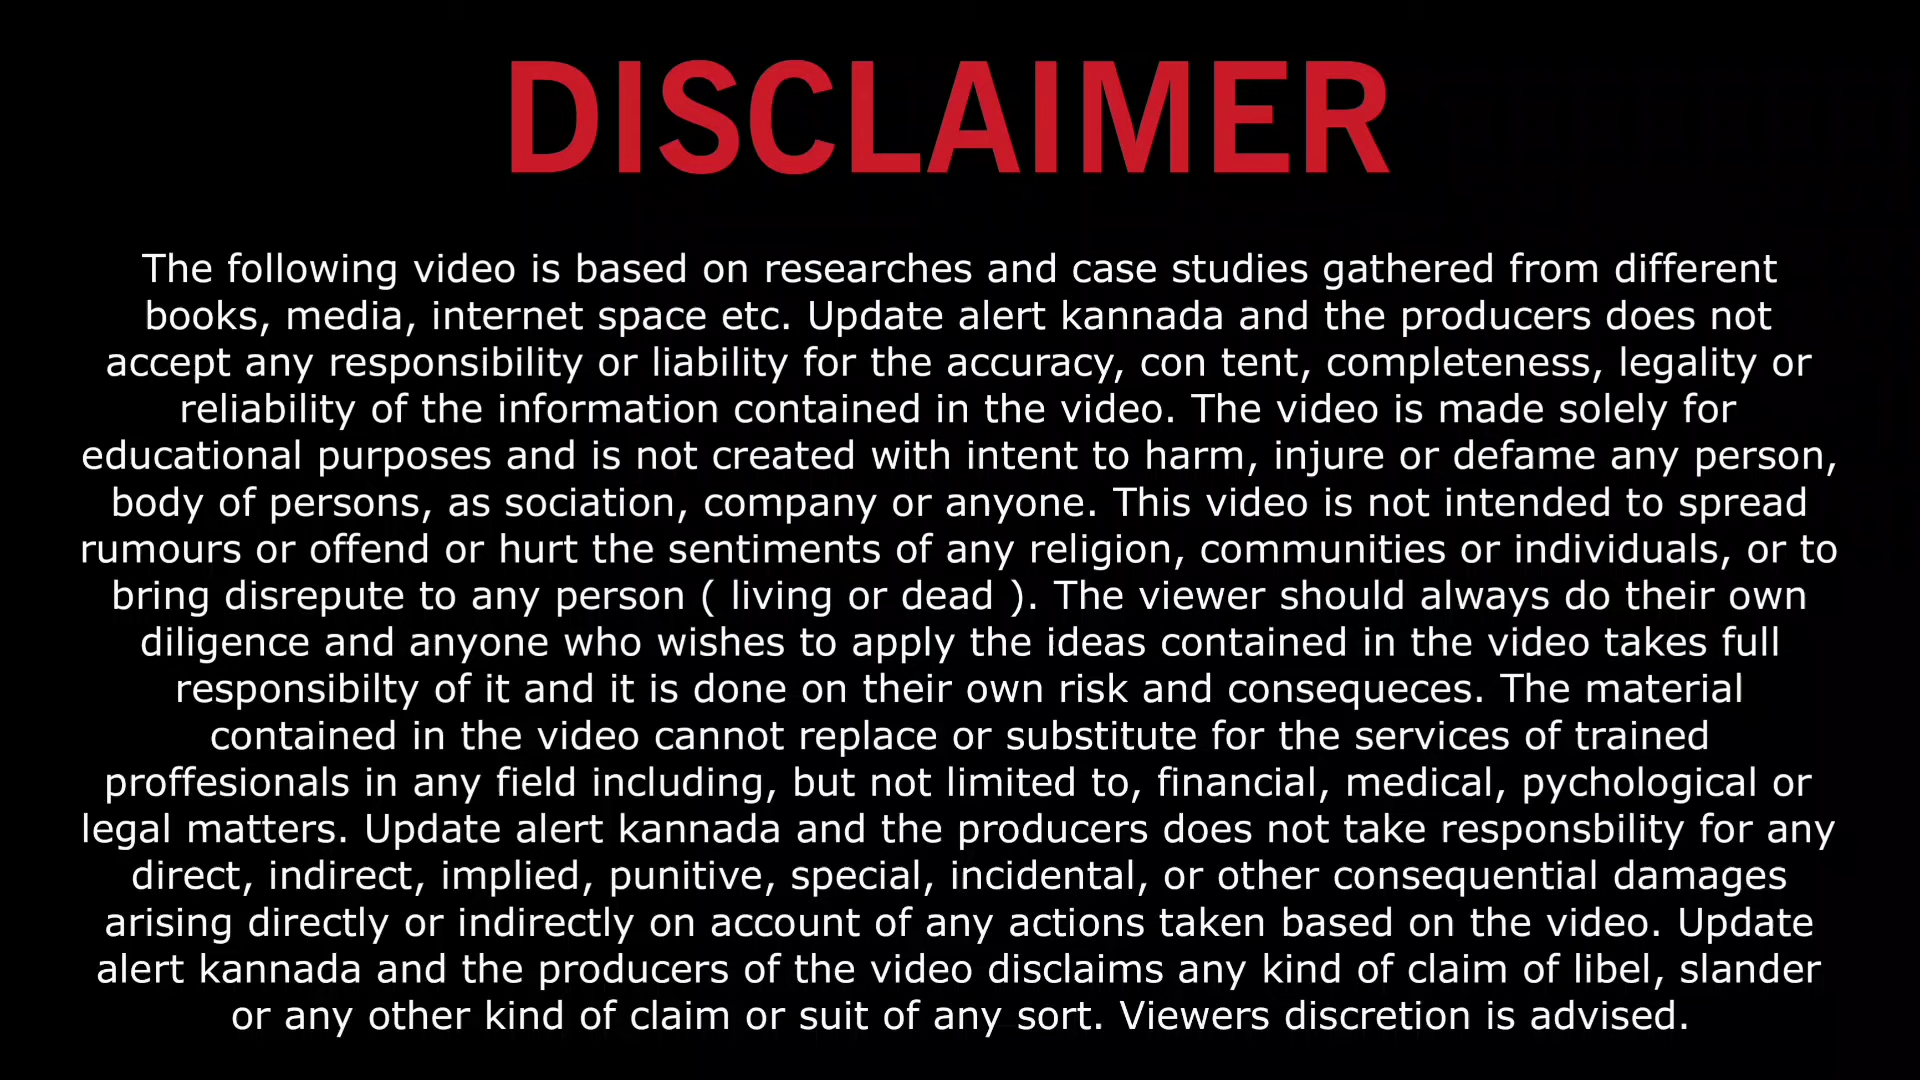 DISCLAIMER
The following video is based on researches and case studies gathered from different
books, media, internet space etc. Update alert kannada and the producers does not
accept any responsibility or liability for the accuracy, con tent, completeness, legality or
reliability of the information contained in the video. The video is made solely for
educational purposes and is not created with intent to harm, injure or defame any person,
body of persons, as sociation, company or anyone. This video is not intended to spread
rumours or offend or hurt the sentiments of any religion, communities or individuals, or to
bring disrepute to any person ( living or dead ). The viewer should always do their own
diligence and anyone who wishes to apply the ideas contained in the video takes full
responsibilty of it and it is done on their own risk and consequeces. The material
contained in the video cannot replace or substitute for the services of trained
proffesionals in any field including, but not limited to, financial, medical, pychological or
legal matters. Update alert kannada and the producers does not take responsbility for any
direct, indirect, implied, punitive, special, incidental, or other consequential damages
arising directly or indirectly on account of any actions taken based on the video. Update
alert kannada and the producers of the video disclaims any kind of claim of libel, slander
or any other kind of claim or suit of any sort. Viewers discretion is advised.